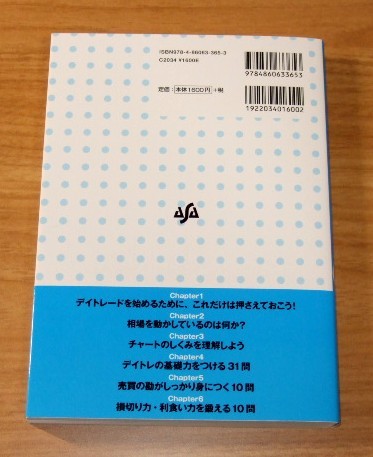 ISBN978-4-86063-365-3
C2034 ¥1600E
9784860633653
定価:本体1600円+税
1922034016002
ASA
Chapter1
デイトレードを始めるために、これだけは押さえておこう!
Chapter2
相場を動かしているのは何か?
Chapter3
チャートのしくみを理解しよう
Chapter4
デイトレの基礎力をつける31問
Chapter5
売買の勘がしっかり身につく10問
Chapter6
損切り力・利食い力を鍛える10問